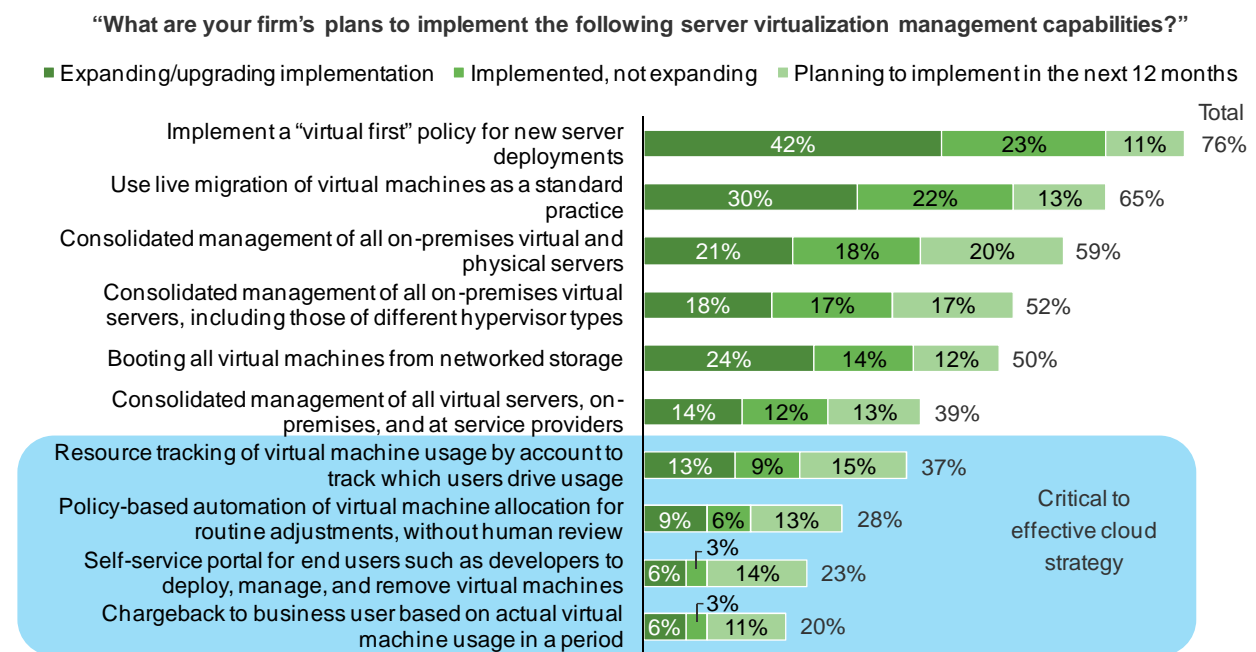 “What are your firm’s plans to implement the following server virtualization management capabilities?”
Expanding/upgrading implementation Implemented, not expanding Planning to implement in the next 12 months
Total
Implement a “virtual first” policy for new server
deployments
42% 23% 11% 76%
Use live migration of virtual machines as a standard
practice
30% 22% 13% 65%
Consolidated management of all on-premises virtual and
physical servers
21% 18% 20% 59%
Consolidated management of all on-premises virtual
servers, including those of different hypervisor types
18% 17% 17% 52%
Booting all virtual machines from networked storage
24% 14% 12% 50%
Consolidated management of all virtual servers, on-
premises, and at service providers
14% 12% 13% 39%
Resource tracking of virtual machine usage by account to
track which users drive usage
13% 9% 15% 37%
Policy-based automation of virtual machine allocation for
routine adjustments, without human review
9% 6% 13% 28%
Self-service portal for end users such as developers to
deploy, manage, and remove virtual machines
6% 3% 14% 23%
Chargeback to business user based on actual virtual
machine usage in a period
6% 3% 11% 20%
Critical to
effective cloud
strategy